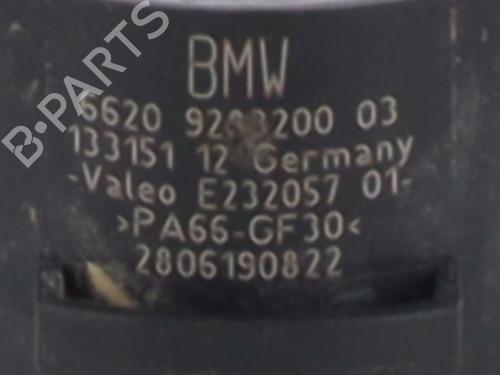 BMW
6620 03
133151 12 Germany
-Valeo E232057 01-
>PA66-GF30<
2806190822
B-PARTS